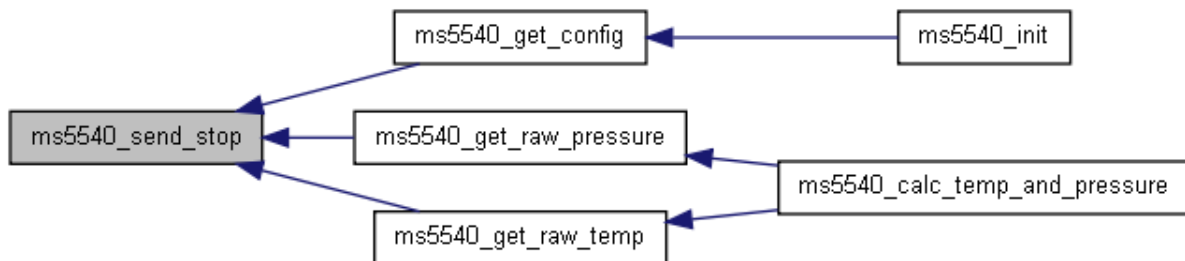 ms5540_get_config
ms5540_init
ms5540_send_stop
ms5540_get_raw_pressure
ms5540_calc_temp_and_pressure
ms5540_get_raw_temp